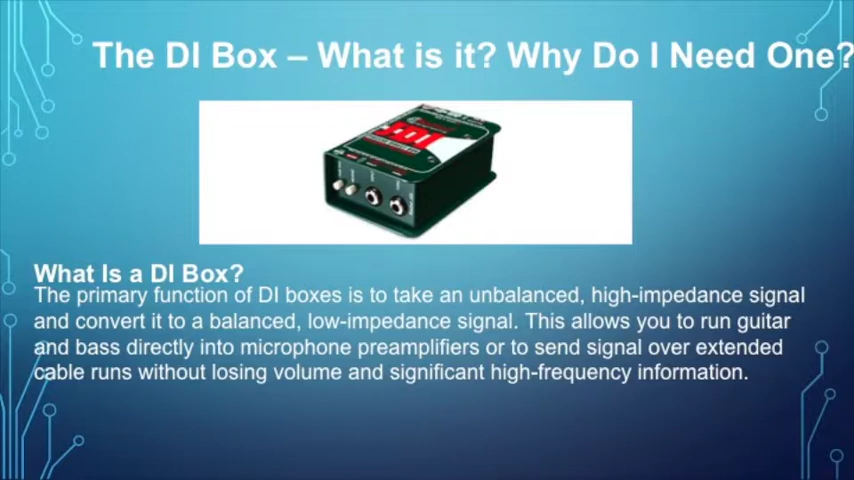 The DI Box – What is it? Why Do I Need One?
JDI
What Is a DI Box?
The primary function of DI boxes is to take an unbalanced, high-impedance signal
and convert it to a balanced, low-impedance signal. This allows you to run guitar
and bass directly into microphone preamplifiers or to send signal over extended
cable runs without losing volume and significant high-frequency information.